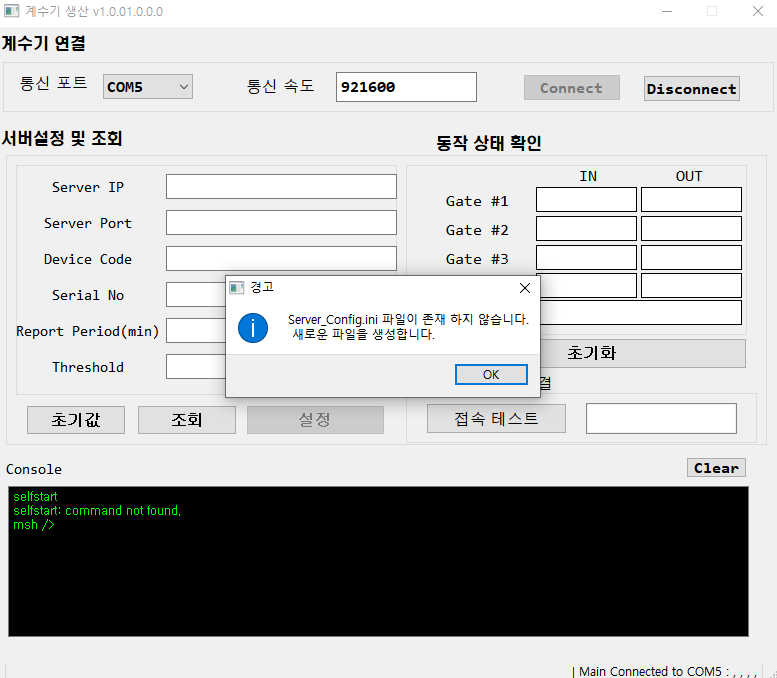 계수기 생산 v1.0.01.0.0.0
계수기 연결
통신 포트 COM5 통신 속도 921600 Connect Disconnect
서버설정 및 조회
동작 상태 확인
IN OUT
Server IP
Gate #1
Server Port
Gate #2
Device Code
Gate #3
Serial No
Report Period(min)
Threshold
경고
Server_Config.ini 파일이 존재 하지 않습니다.
새로운 파일을 생성합니다.
OK
초기화
결
초기값 조회 설정
접속 테스트
Console
Clear
selfstart
selfstart: command not found.
msh />
| Main Connected to COM5 : , , , ,